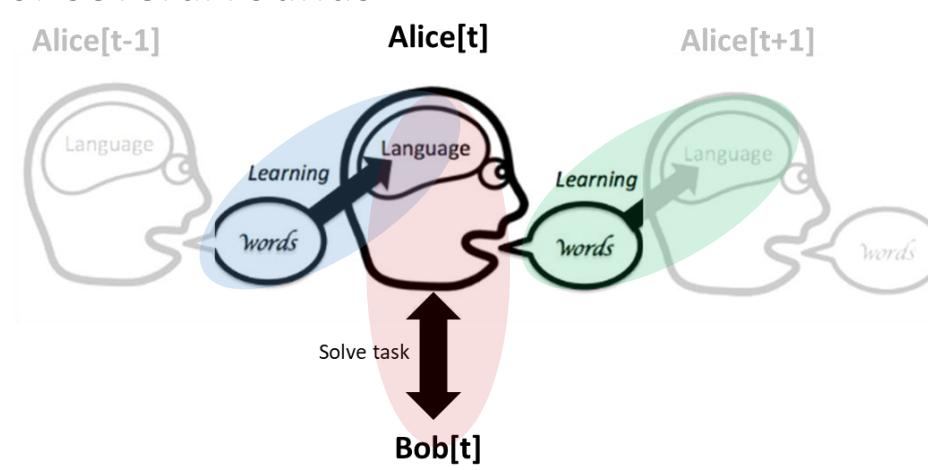 Alice[t-1]
Alice[t]
Alice[t+1]
Language
Language
Language
Learning
Learning
words
words
words
Solve task
Bob[t]